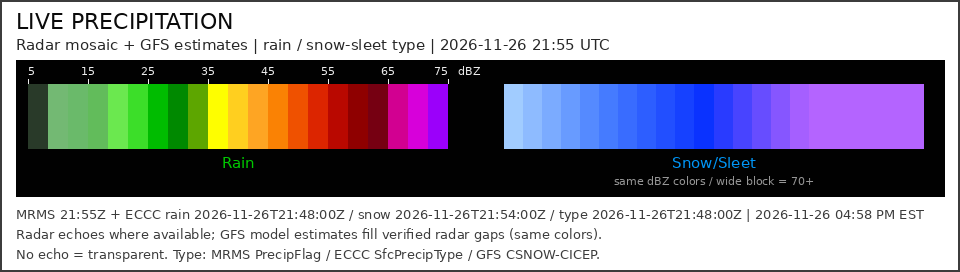 LIVE PRECIPITATION
Radar mosaic + GFS estimates | rain / snow-sleet type | 2026-11-26 21:55 UTC
5 15 25 35 45 55 65 75 dBZ
Rain
Snow/Sleet
same dBZ colors / wide block = 70+
MRMS 21:55Z + ECCC rain 2026-11-26T21:48:00Z / snow 2026-11-26T21:54:00Z / type 2026-11-26T21:48:00Z | 2026-11-26 04:58 PM EST
Radar echoes where available; GFS model estimates fill verified radar gaps (same colors).
No echo = transparent. Type: MRMS PrecipFlag / ECCC SfcPrecipType / GFS CSNOW-CICEP.